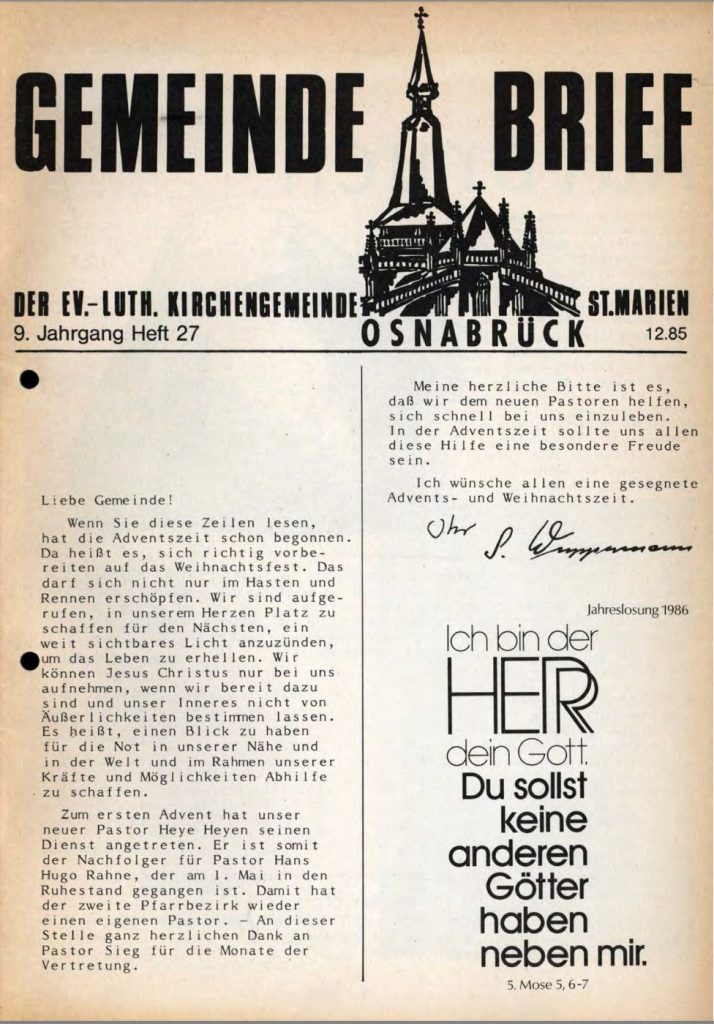 GEMEINDE BRIEF
DER EV.-LUTH. KIRCHENGEMEINDE ST. MARIEN
9. Jahrgang Heft 27
OSNABRÜCK
12.85
Liebe Gemeinde!
Wenn Sie diese Zeilen lesen,
hat die Adventszeit schon begonnen.
Da heißt es, sich richtig vorbe-
reiten auf das Weihnachtsfest. Das
darf sich nicht nur im Hasten und
Rennen erschöpfen. Wir sind aufge-
rufen, in unserem Herzen Platz zu
schaffen für den Nächsten, ein
weit sichtbares Licht anzuzünden,
um das Leben zu erhellen. Wir
können Jesus Christus nur bei uns
aufnehmen, wenn wir bereit dazu
sind und unser Inneres nicht von
Äußerlichkeiten bestimmen lassen.
Es heißt, einen Blick zu haben
für die Not in unserer Nähe und
in der Welt und im Rahmen unserer
Kräfte und Möglichkeiten Abhilfe
zu schaffen.
Zum ersten Advent hat unser
neuer Pastor Heye Heyen seinen
Dienst angetreten. Er ist somit
der Nachfolger für Pastor Hans
Hugo Rahne, der am 1. Mai in den
Ruhestand gegangen ist. Damit hat
der zweite Pfarrbezirk wieder
einen eigenen Pastor. - An dieser
Stelle ganz herzlichen Dank an
Pastor Sieg für die Monate der
Vertretung.
Meine herzliche Bitte ist es,
daß wir dem neuen Pastoren helfen,
sich schnell bei uns einzuleben.
In der Adventszeit sollte uns allen
diese Hilfe eine besondere Freude
sein.
Ich wünsche allen eine gesegnete
Advents- und Weihnachtszeit.
Ihr S. Wuppermann
Jahreslosung 1986
Ich bin der
HERR
dein Gott.
Du sollst
keine
anderen
Götter
haben
neben mir.
5. Mose 5, 6-7